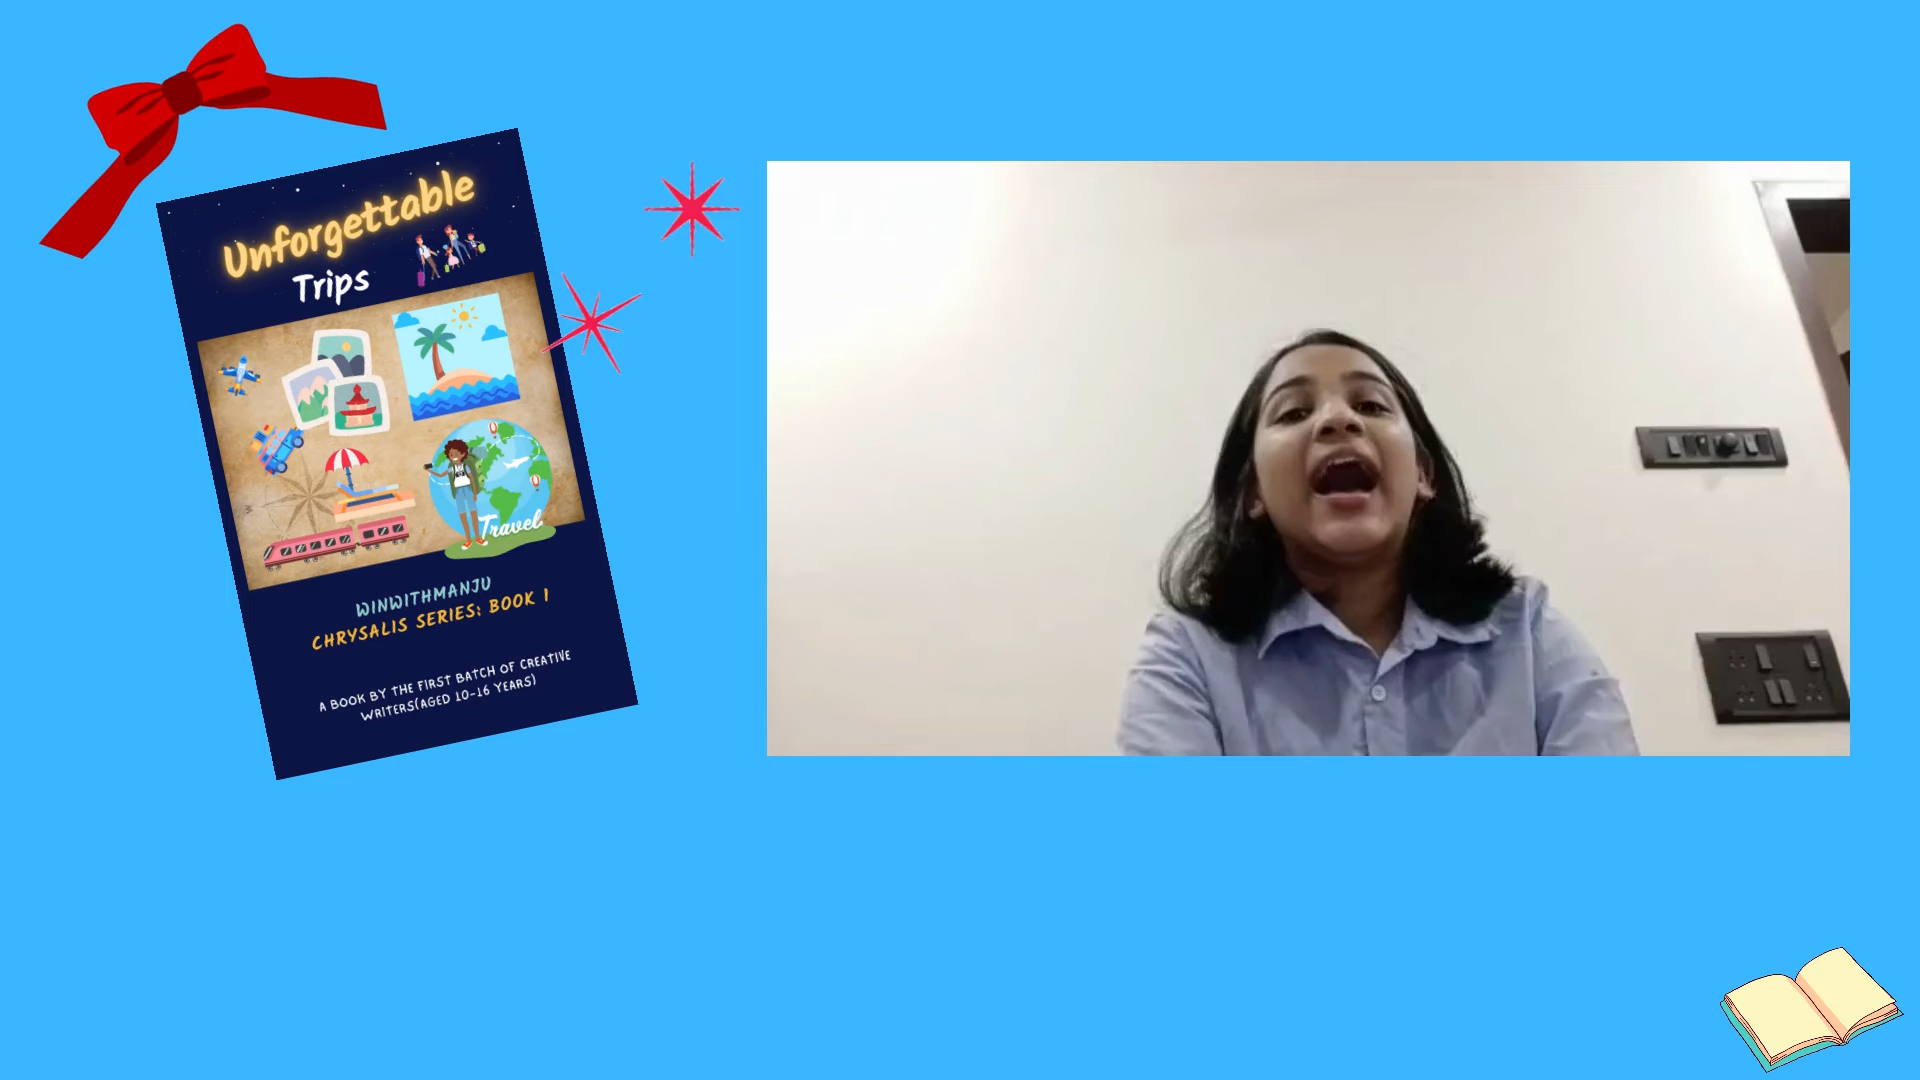 Unforgettable
Trips
Travel
WINWITHMANJU
CHRYSALIS SERIES: BOOK 1
A BOOK BY THE FIRST BATCH OF CREATIVE
WRITERS(AGED 10-16 YEARS)